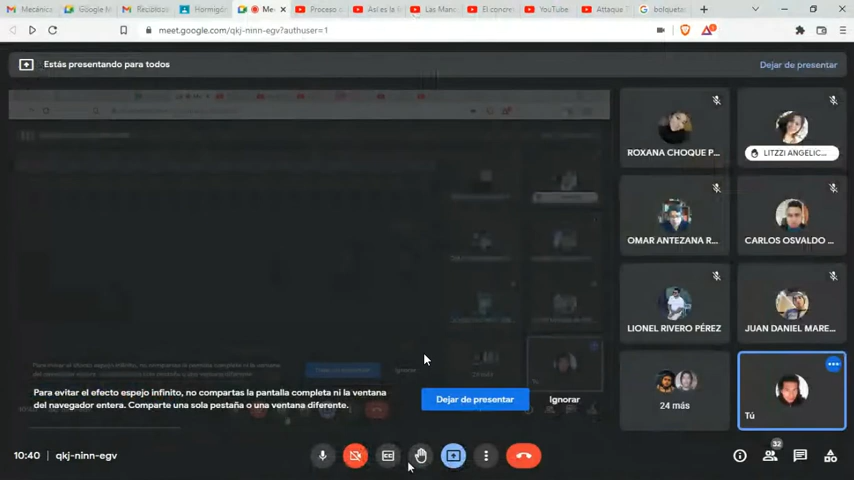 Mecánica
Google M
Reciplozo
Hormigón
Mee
Proceso d
Así es la f
Las Manc
El concre
YouTube
Attaque T
bolqueta
meet.google.com/qkj-ninn-egv?authuser=1
Estás presentando para todos
Dejar de presentar
ROXANA CHOQUE P...
LITZZI ANGELIC...
OMAR ANTEZANA R...
CARLOS OSVALDO ...
LIONEL RIVERO PÉREZ
JUAN DANIEL MARE...
24 más
Tú
Para evitar el efecto espejo infinito, no compartas la pantalla completa ni la ventana
del navegador entera. Comparte una sola pestaña o una ventana diferente.
Dejar de presentar
Ignorar
10:40
qkj-ninn-egv
32